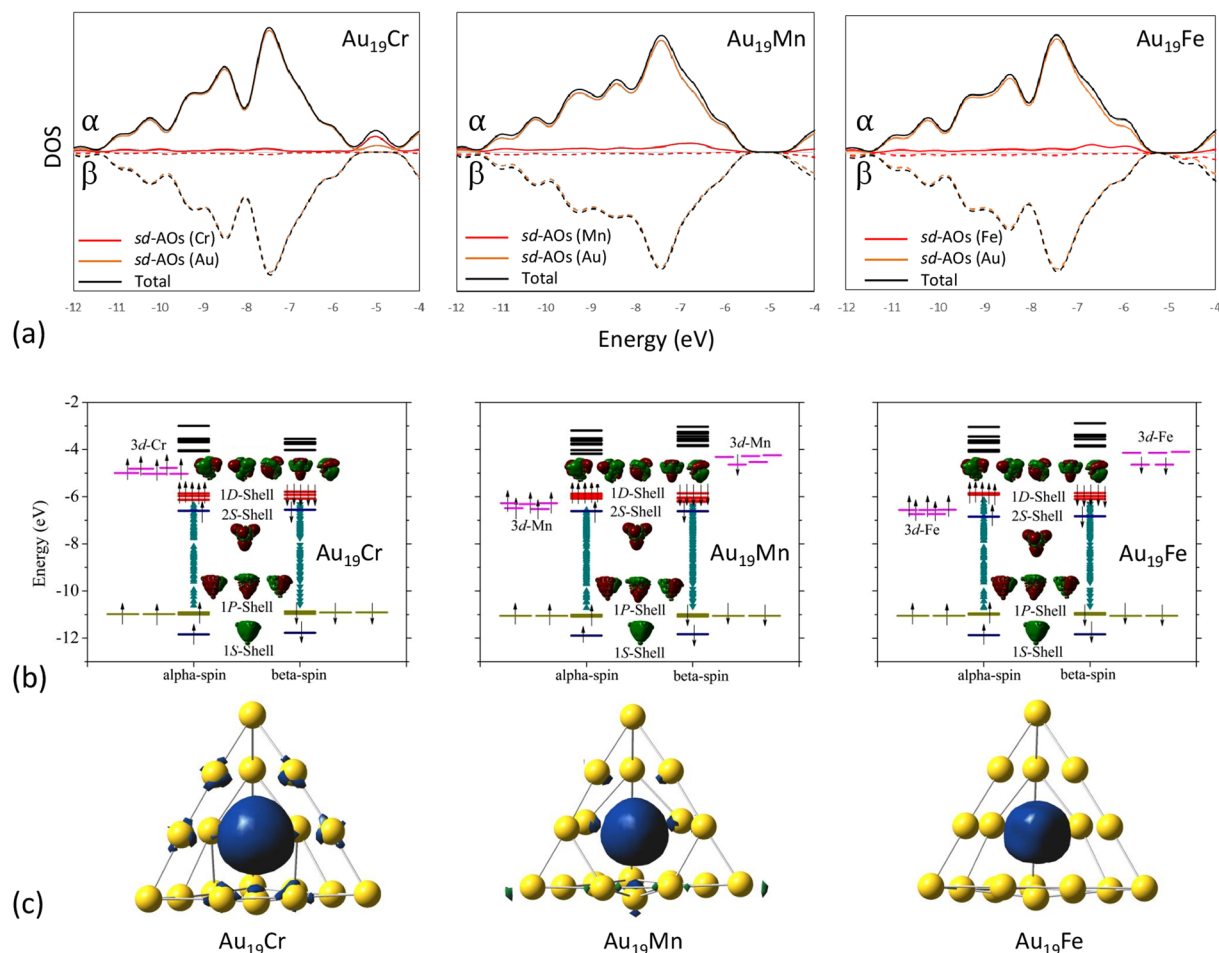 Au₁₉Cr
Au₁₉Mn
Au₁₉Fe
DOS
α
β
α
β
α
β
sd-AOs (Cr)
sd-AOs (Au)
Total
sd-AOs (Mn)
sd-AOs (Au)
Total
sd-AOs (Fe)
sd-AOs (Au)
Total
-12 -11 -10 -9 -8 -7 -6 -5 -4
-12 -11 -10 -9 -8 -7 -6 -5 -4
-12 -11 -10 -9 -8 -7 -6 -5 -4
(a)
Energy (eV)
Energy (eV)
-2
-4
-6
-8
-10
-12
3d-Cr
1D-Shell
2S-Shell
Au₁₉Cr
1P-Shell
1S-Shell
alpha-spin
beta-spin
3d-Mn
3d-Mn
1D-Shell
2S-Shell
Au₁₉Mn
1P-Shell
1S-Shell
alpha-spin
beta-spin
3d-Fe
3d-Fe
1D-Shell
2S-Shell
Au₁₉Fe
1P-Shell
1S-Shell
alpha-spin
beta-spin
(b)
(c)
Au₁₉Cr
Au₁₉Mn
Au₁₉Fe